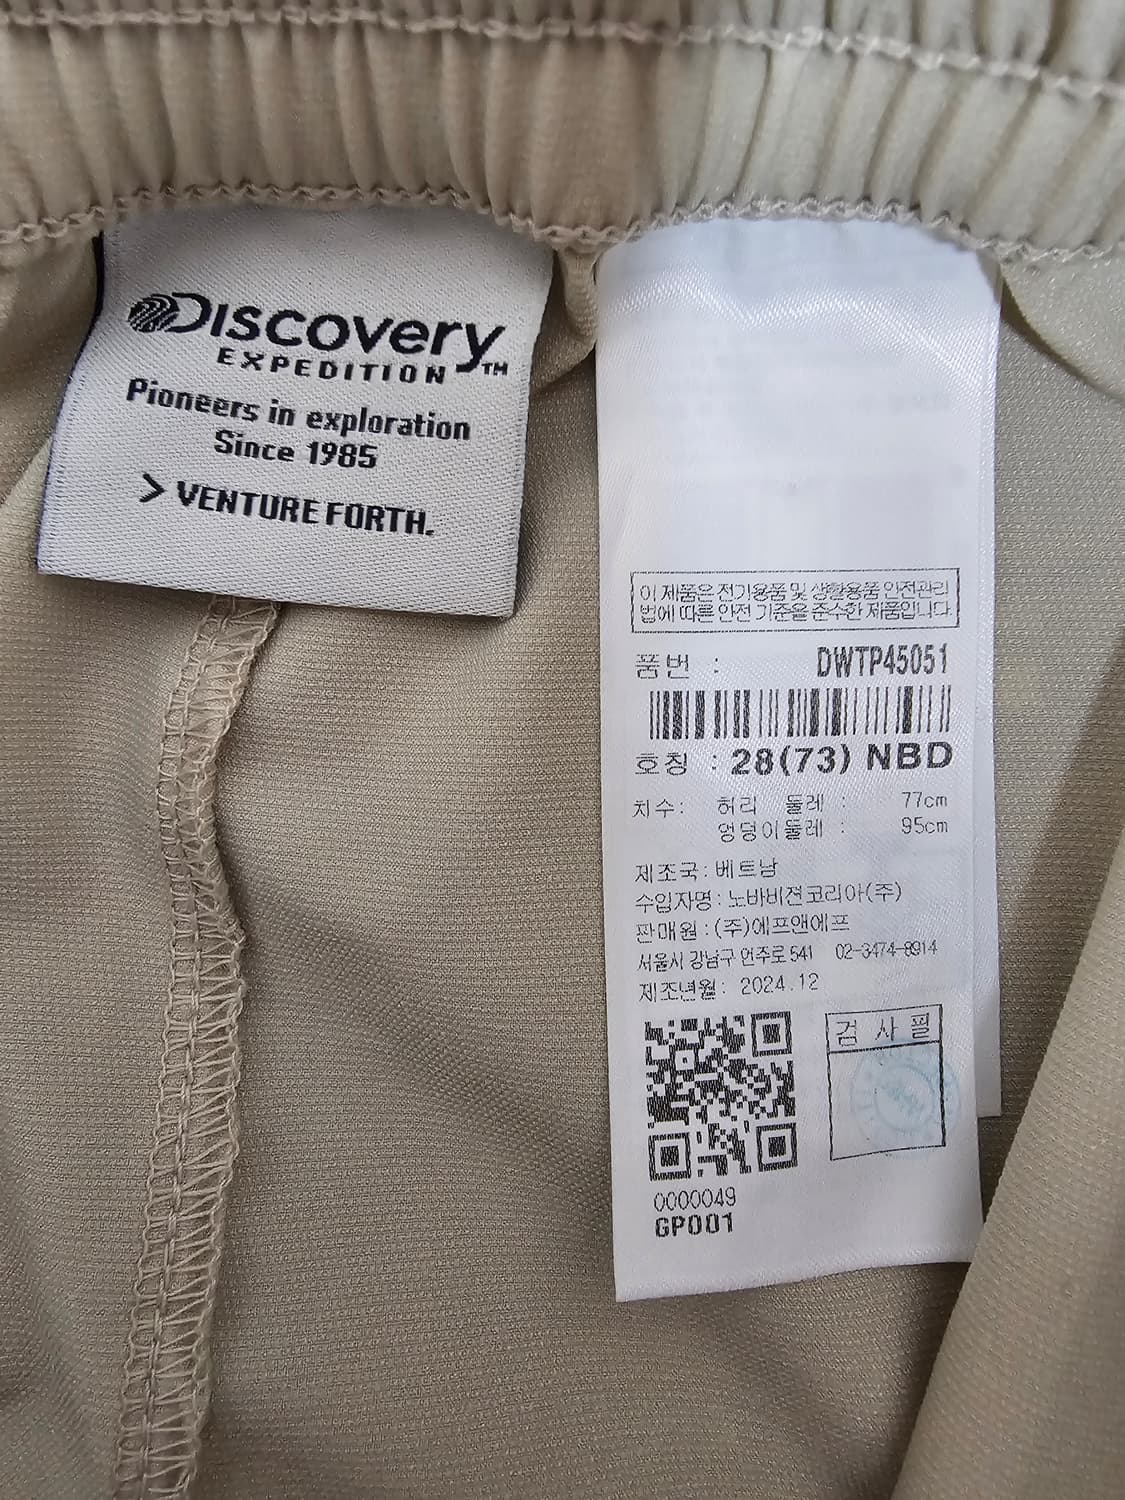 DISCOVERY
EXPEDITION™
Pioneers in exploration
Since 1985
> VENTURE FORTH.
이 제품은 전기용품 및 생활용품 안전관리
법에 따른 안전 기준을 준수한 제품입니다.
품번 : DWTP45051
호칭 : 28(73) NBD
치수: 허리 둘레 : 77cm
엉덩이둘레 : 95cm
제조국:베트남
수입자명:노바비젼코리아(주)
판매원:(주)에프앤에프
서울시 강남구 언주로541 02-3474-8914
제조년월: 2024.12
검 사 필
0000049
GP001